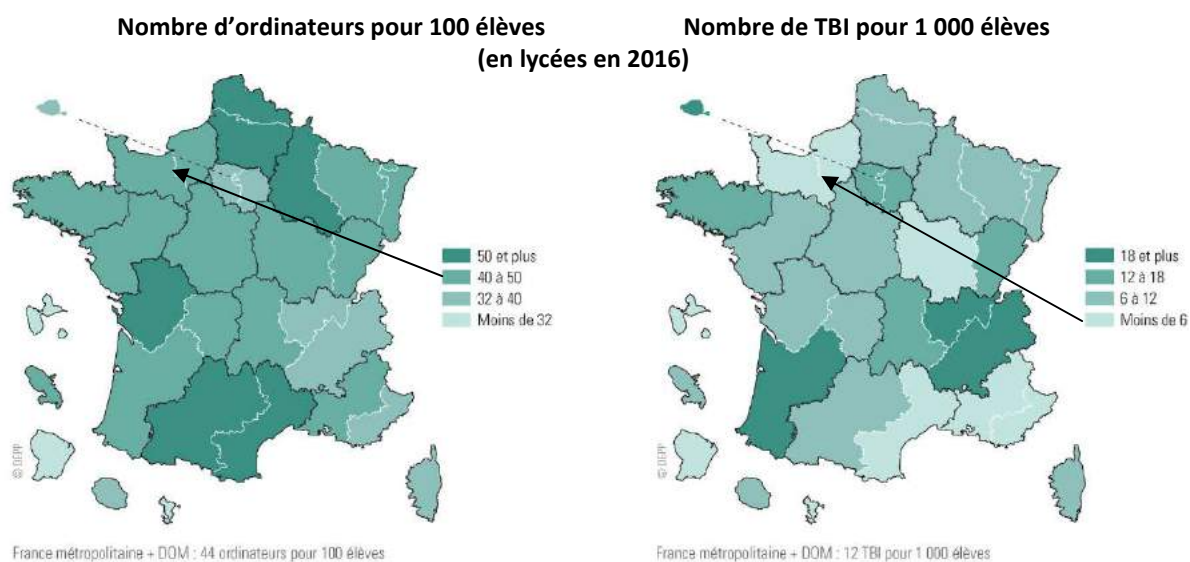 Nombre d’ordinateurs pour 100 élèves
Nombre de TBI pour 1 000 élèves
(en lycées en 2016)
50 et plus
40 à 50
32 à 40
Moins de 32
© DEPP
France métropolitaine + DOM : 44 ordinateurs pour 100 élèves
18 et plus
12 à 18
6 à 12
Moins de 6
© DEPP
France métropolitaine + DOM : 12 TBI pour 1 000 élèves